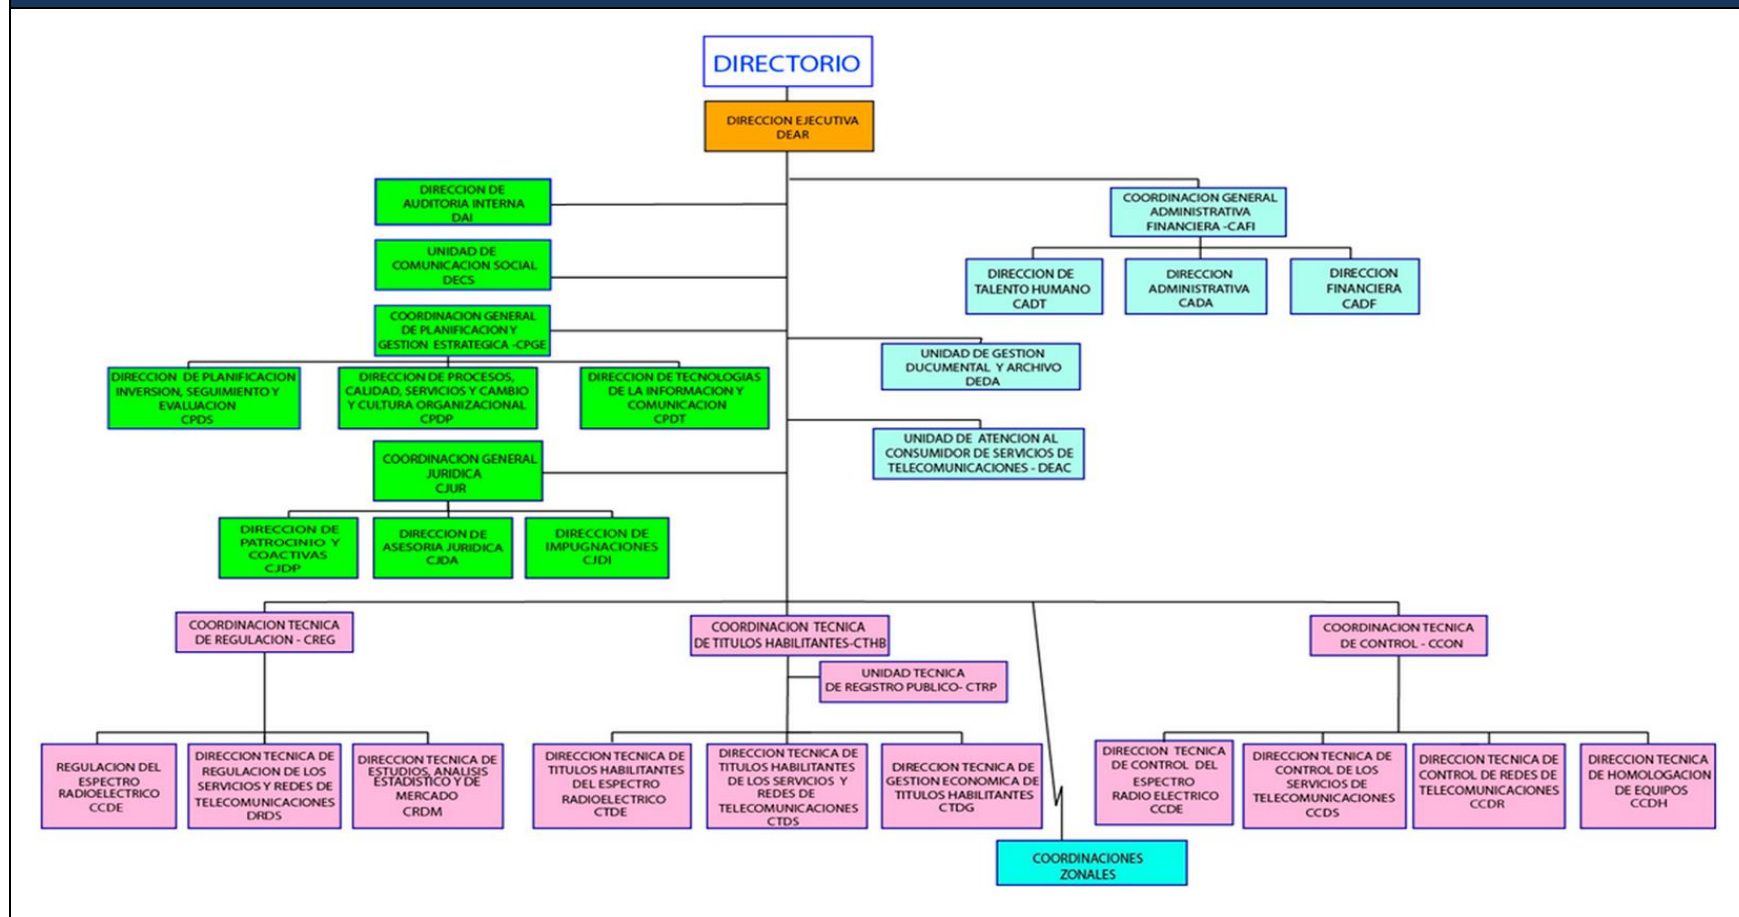 DIRECTORIO
DIRECCION EJECUTIVA
DEAR
DIRECCION DE
AUDITORIA INTERNA
DAI
UNIDAD DE
COMUNICACION SOCIAL
DECS
COORDINACION GENERAL
DE PLANIFICACION Y
GESTION ESTRATEGICA -CPGE
DIRECCION DE PLANIFICACION
INVERSION, SEGUIMIENTO Y
EVALUACION
CPDS
DIRECCION DE PROCESOS,
CALIDAD, SERVICIOS Y CAMBIO
Y CULTURA ORGANIZACIONAL
CPDP
DIRECCION DE TECNOLOGIAS
DE LA INFORMACION Y
COMUNICACION
CPDT
COORDINACION GENERAL
JURIDICA
CJUR
DIRECCION DE
PATROCINIO Y
COACTIVAS
CJDP
DIRECCION DE
ASESORIA JURIDICA
CJDA
DIRECCION DE
IMPUGNACIONES
CJDI
COORDINACION GENERAL
ADMINISTRATIVA
FINANCIERA -CAFI
DIRECCION DE
TALENTO HUMANO
CADT
DIRECCION
ADMINISTRATIVA
CADA
DIRECCION
FINANCIERA
CADF
UNIDAD DE GESTION
DUCUMENTAL Y ARCHIVO
DEDA
UNIDAD DE ATENCION AL
CONSUMIDOR DE SERVICIOS DE
TELECOMUNICACIONES - DEAC
COORDINACION TECNICA
DE REGULACION - CREG
COORDINACION TECNICA
DE TITULOS HABILITANTES-CTHB
UNIDAD TECNICA
DE REGISTRO PUBLICO- CTRP
COORDINACION TECNICA
DE CONTROL - CCON
REGULACION DEL
ESPECTRO
RADIOELECTRICO
CCDE
DIRECCION TECNICA DE
REGULACION DE LOS
SERVICIOS Y REDES DE
TELECOMUNICACIONES
DRDS
DIRECCION TECNICA DE
ESTUDIOS, ANALISIS
ESTADISTICO Y DE
MERCADO
CRDM
DIRECCION TECNICA DE
TITULOS HABILITANTES
DEL ESPECTRO
RADIOELECTRICO
CTDE
DIRECCION TECNICA DE
TITULOS HABILITANTES
DE LOS SERVICIOS Y
REDES DE
TELECOMUNICACIONES
CTDS
DIRECCION TECNICA DE
GESTION ECONOMICA DE
TITULOS HABILITANTES
CTDG
DIRECCION TECNICA
DE CONTROL DEL
ESPECTRO
RADIO ELECTRICO
CCDE
DIRECCION TECNICA DE
CONTROL DE LOS
SERVICIOS DE
TELECOMUNICACIONES
CCDS
DIRECCION TECNICA DE
CONTROL DE REDES DE
TELECOMUNICACIONES
CCDR
DIRECCION TECNICA
DE HOMOLOGACION
DE EQUIPOS
CCDH
COORDINACIONES
ZONALES